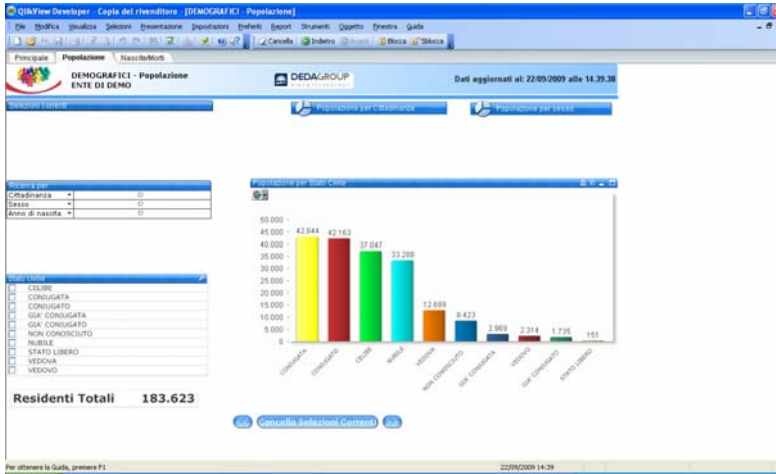 QlikView Developer - Copia del rivenditore - [DEMOGRAFICI - Popolazione]
File Modifica Visualizza Selezioni Presentazione Impostazioni Preferiti Report Strumenti Oggetto Finestra Guida
Cancella Indietro Avanti Blocca Sblocca
Principale Popolazione Nascite/Morti
DEMOGRAFICI - Popolazione
ENTE DI DEMO
DEDAGROUP
Dati aggiornati al: 22/09/2009 alle 14.39.38
Selezioni correnti
Popolazione per Cittadinanza
Popolazione per sesso
Ricerca per
Cittadinanza
Sesso
Anno di nascita
Popolazione per Stato Civile
50.000
45.000
40.000
35.000
30.000
25.000
20.000
15.000
10.000
5.000
0
42.844 42.163 37.047 33.288 12.689 8.423 2.969 2.314 1.735 151
CONIUGATA CONIUGATO CELIBE NUBILE VEDOVA NON CONOSCIUTO GIA' CONIUGATA VEDOVO GIA' CONIUGATO STATO LIBERO
Stato civile
CELIBE
CONIUGATA
CONIUGATO
GIA' CONIUGATA
GIA' CONIUGATO
NON CONOSCIUTO
NUBILE
STATO LIBERO
VEDOVA
VEDOVO
Residenti Totali 183.623
<< Cancella Selezioni Correnti >>
Per ottenere la Guida, premere F1
22/09/2009 14:39